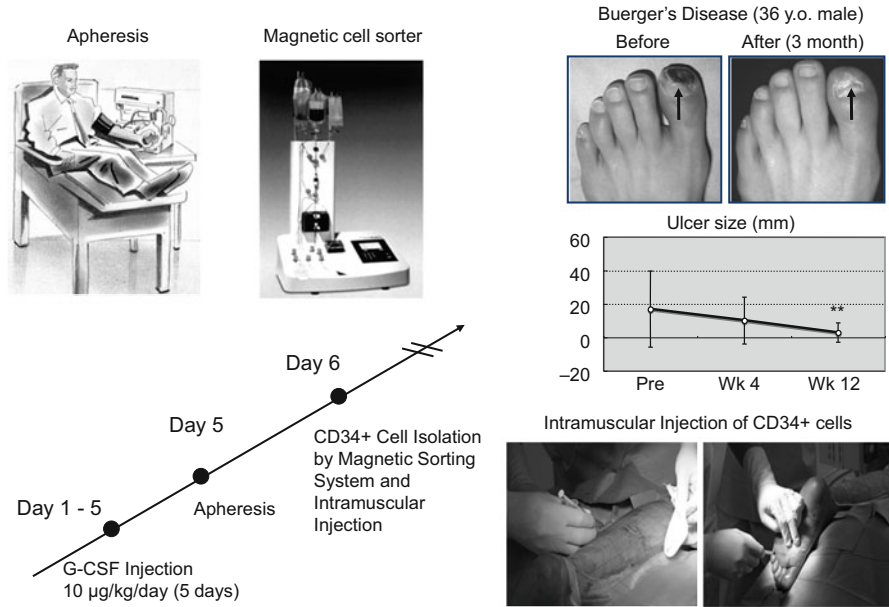 Apheresis
Magnetic cell sorter
Day 1 - 5
G-CSF Injection
10 µg/kg/day (5 days)
Day 5
Apheresis
Day 6
CD34+ Cell Isolation
by Magnetic Sorting
System and
Intramuscular
Injection
Buerger’s Disease (36 y.o. male)
Before
After (3 month)
Ulcer size (mm)
60
40
20
**
0
–20
Pre
Wk 4
Wk 12
Intramuscular Injection of CD34+ cells